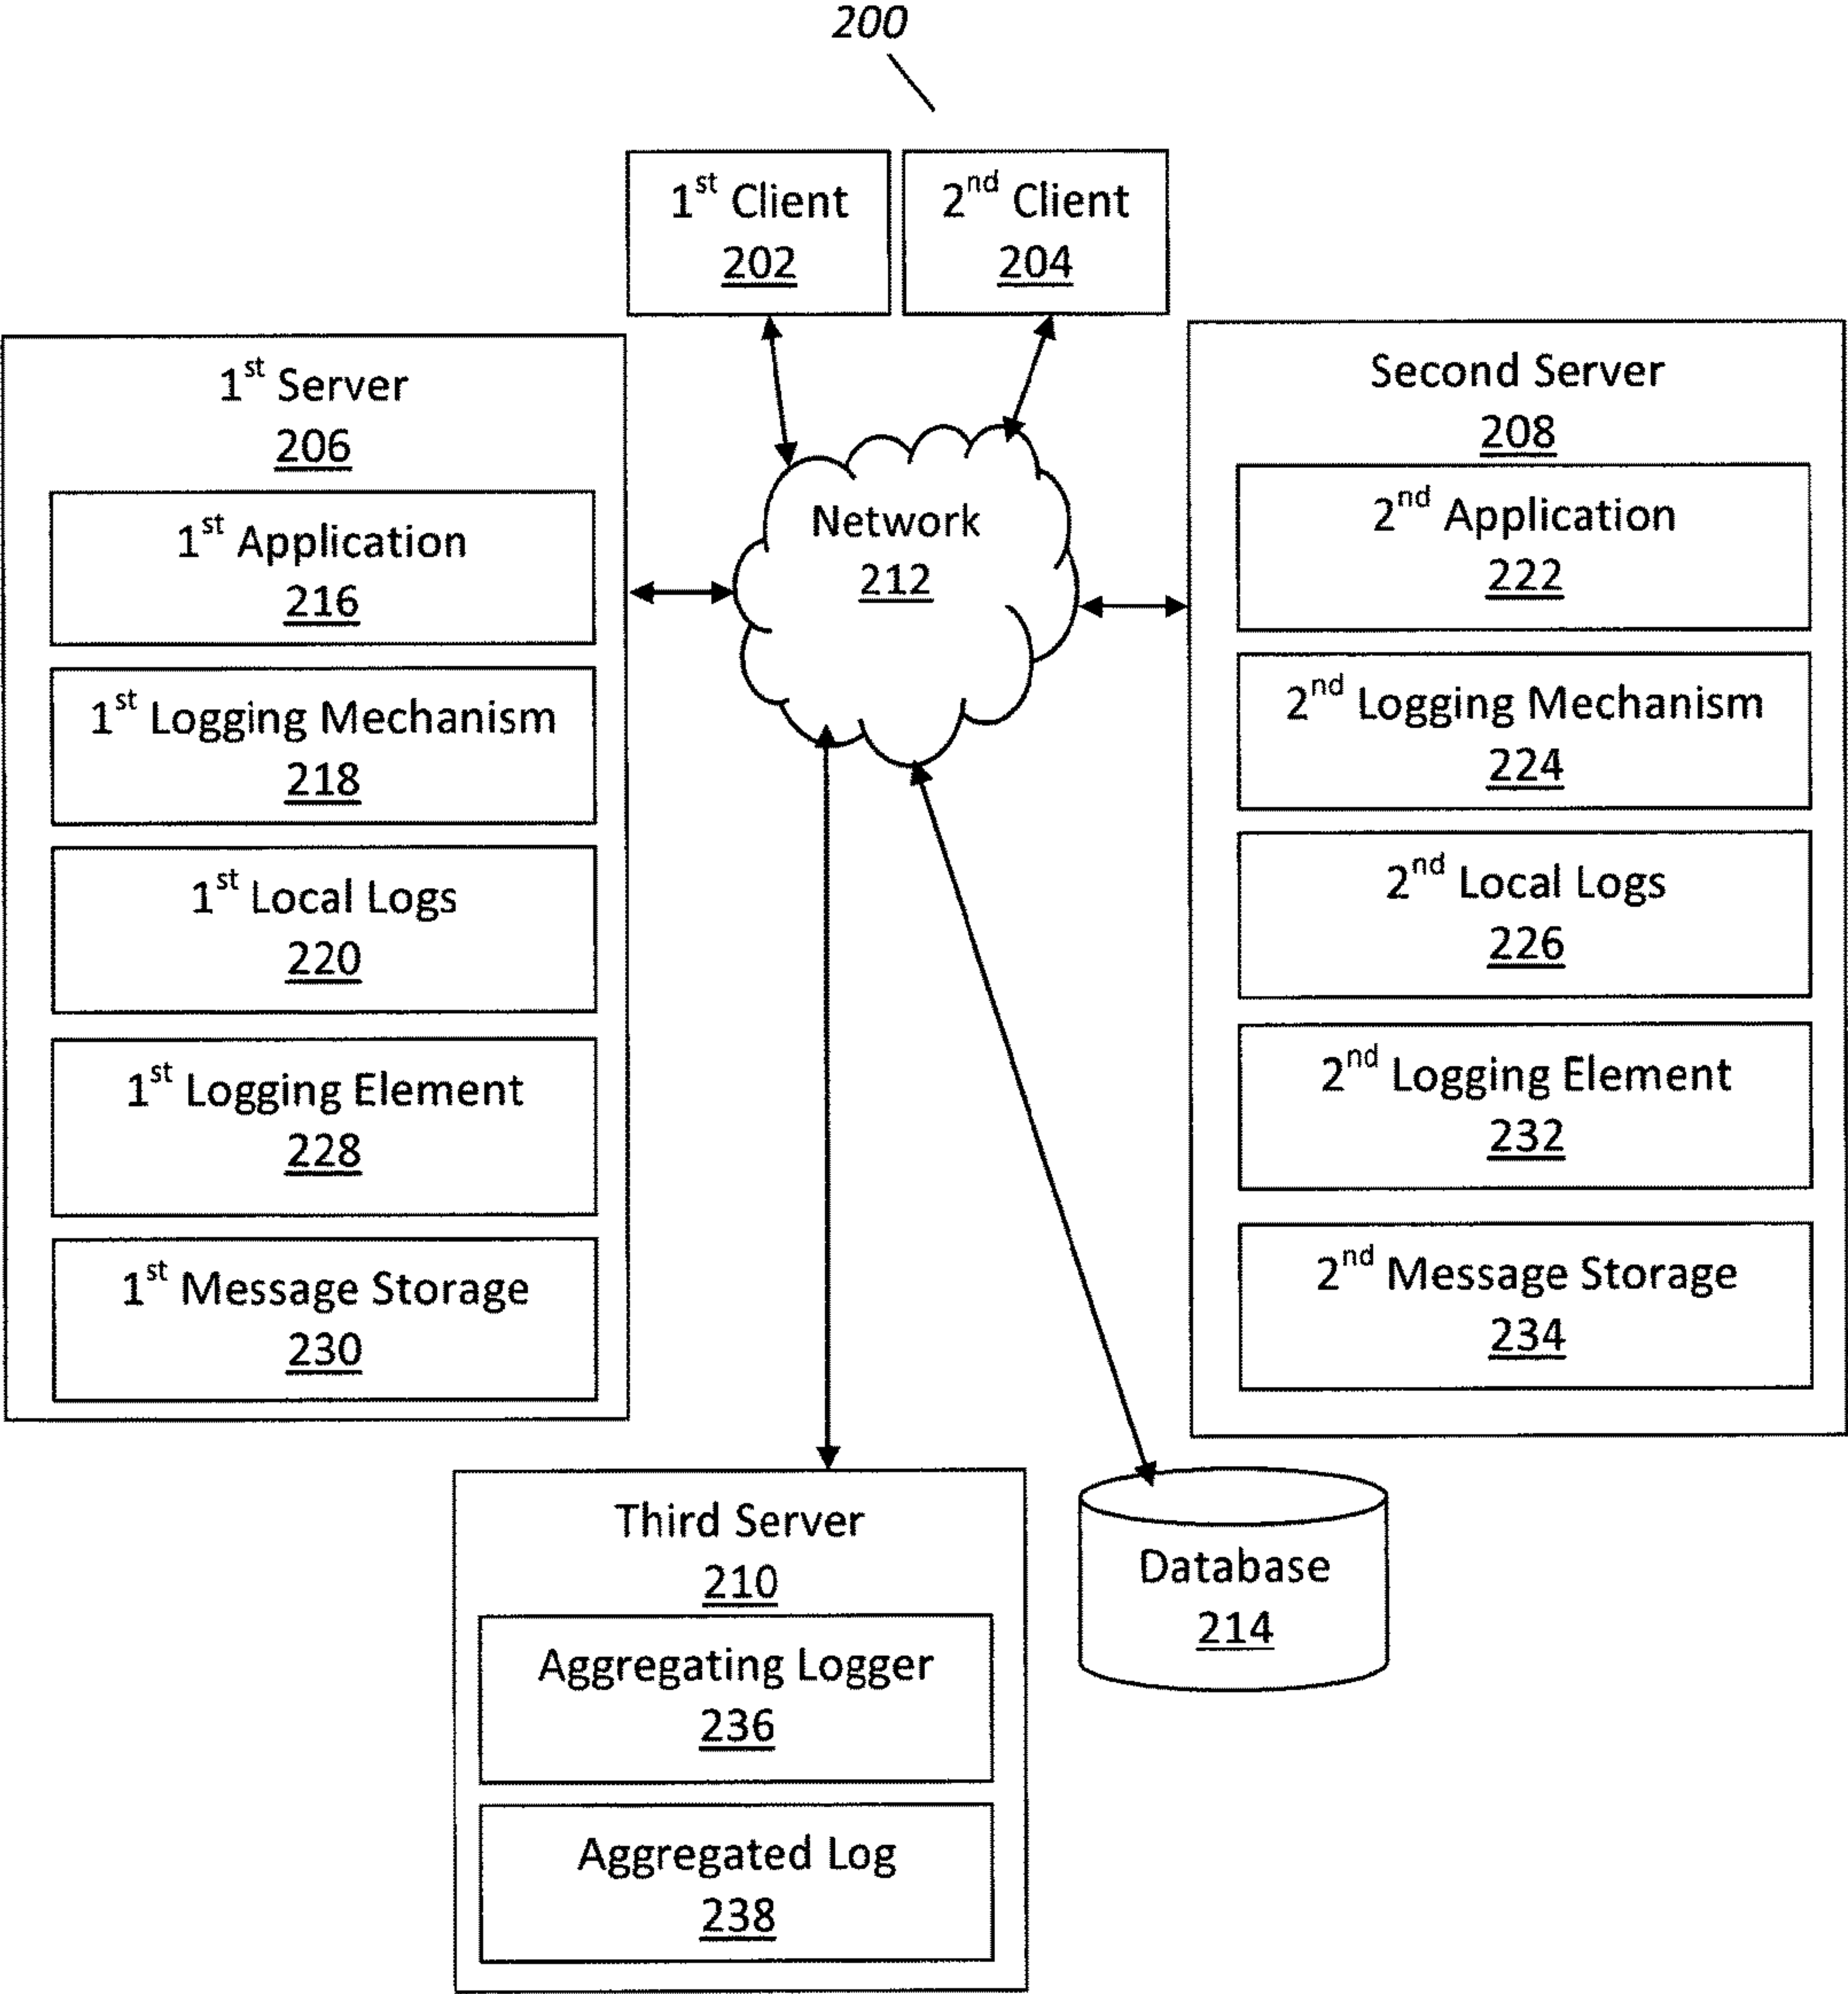 200
1st Client
202
2nd Client
204
1st Server
206
1st Application
216
1st Logging Mechanism
218
1st Local Logs
220
1st Logging Element
228
1st Message Storage
230
Network
212
Second Server
208
2nd Application
222
2nd Logging Mechanism
224
2nd Local Logs
226
2nd Logging Element
232
2nd Message Storage
234
Third Server
210
Aggregating Logger
236
Aggregated Log
238
Database
214